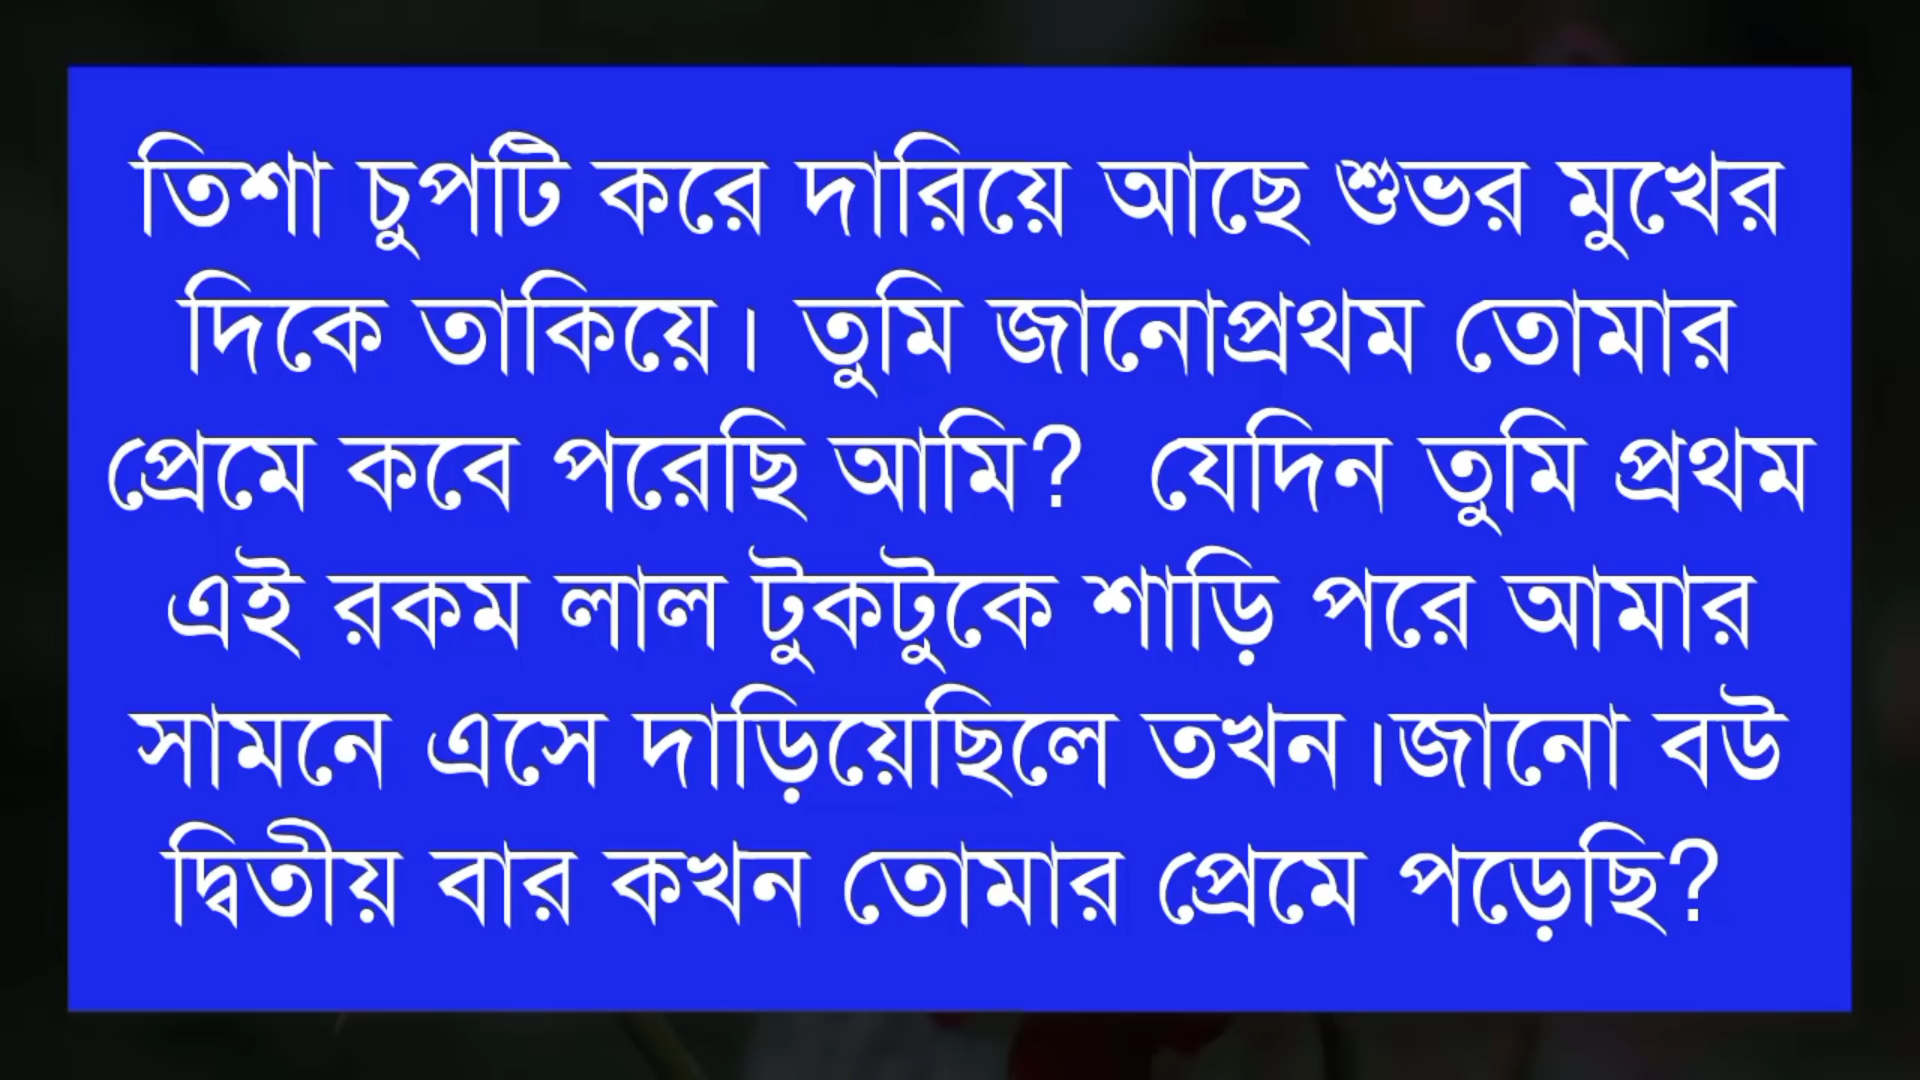 তিশা চুপটি করে দারিয়ে আছে শুভর মুখের
দিকে তাকিয়ে। তুমি জানোপ্রথম তোমার
প্রেমে কবে পরেছি আমি?  যেদিন তুমি প্রথম
এই রকম লাল টুকটুকে শাড়ি পরে আমার
সামনে এসে দাড়িয়েছিলে তখন।জানো বউ
দ্বিতীয় বার কখন তোমার প্রেমে পড়েছি?